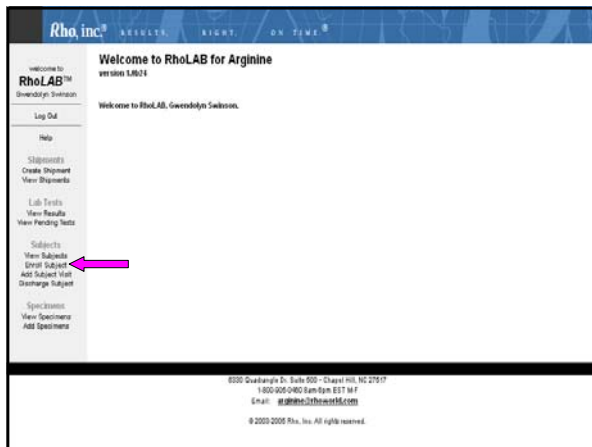 Rho, inc.® RESULTS. RIGHT. ON TIME.®
welcome to
RhoLAB™
Gwendolyn Swinson
Log Out
Help
Shipments
Create Shipment
View Shipments
Lab Tests
View Results
View Pending Tests
Subjects
View Subjects
Enroll Subject
Add Subject Visit
Discharge Subject
Specimens
View Specimens
Add Specimens
Welcome to RhoLAB for Arginine
version 1.0b24
Welcome to RhoLAB, Gwendolyn Swinson.
6330 Quadrangle Dr. Suite 500 - Chapel Hill, NC 27517
1-800-905-0460 8am-6pm EST M-F
Email: arginine@rhoworld.com
© 2003-2005 Rho, Inc. All rights reserved.